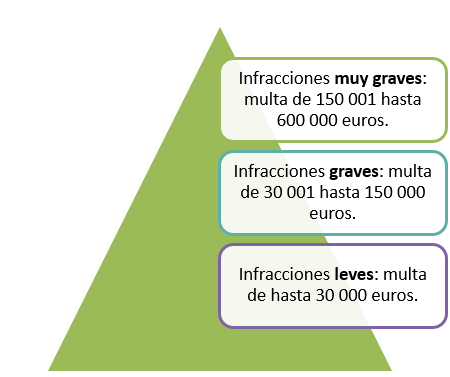 Infracciones muy graves:
multa de 150 001 hasta
600 000 euros.
Infracciones graves: multa
de 30 001 hasta 150 000
euros.
Infracciones leves: multa
de hasta 30 000 euros.